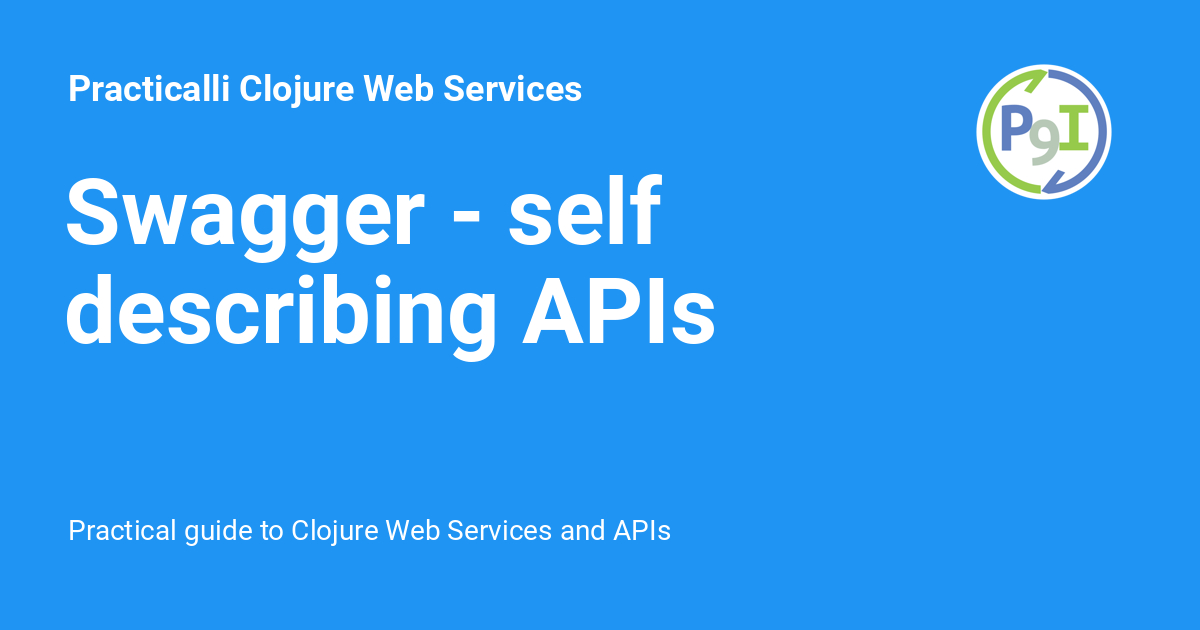 Practicalli Clojure Web Services
P9I
Swagger - self
describing APIs
Practical guide to Clojure Web Services and APIs